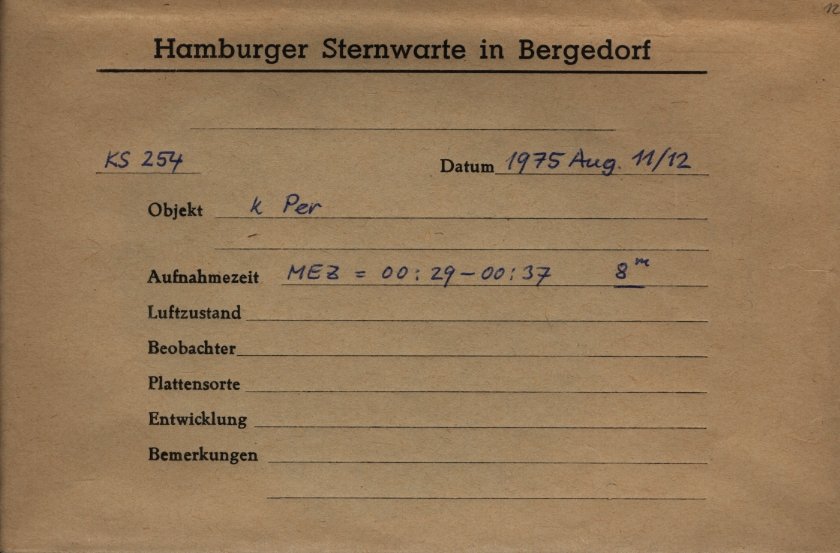 12
Hamburger Sternwarte in Bergedorf
KS 254 Datum 1975 Aug. 11/12
Objekt k Per
Aufnahmezeit MEZ = 00:29-00:37 8ᵐ
Luftzustand
Beobachter
Plattensorte
Entwicklung
Bemerkungen